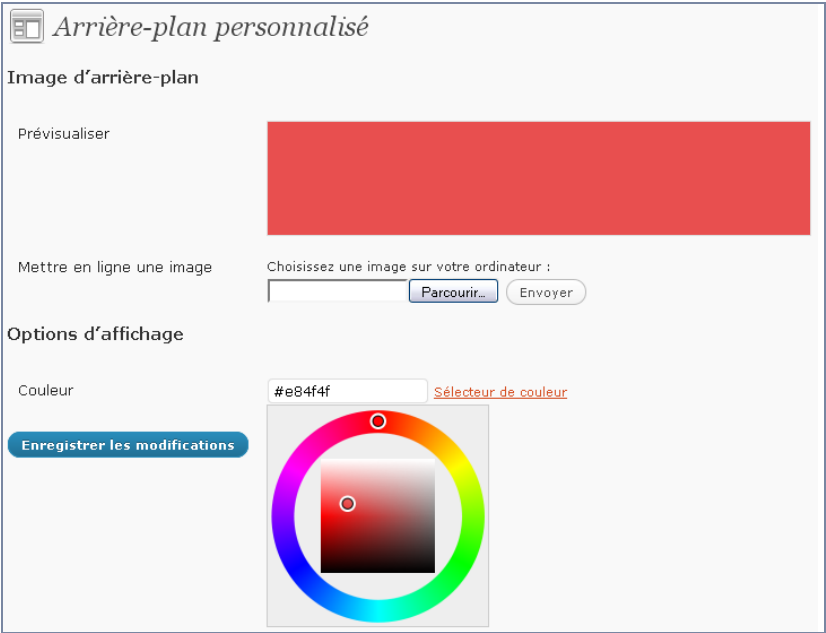 Arrière-plan personnalisé
Image d’arrière-plan
Prévisualiser
Mettre en ligne une image
Choisissez une image sur votre ordinateur :
Parcourir...
Envoyer
Options d’affichage
Couleur
#e84f4f
Sélecteur de couleur
Enregistrer les modifications